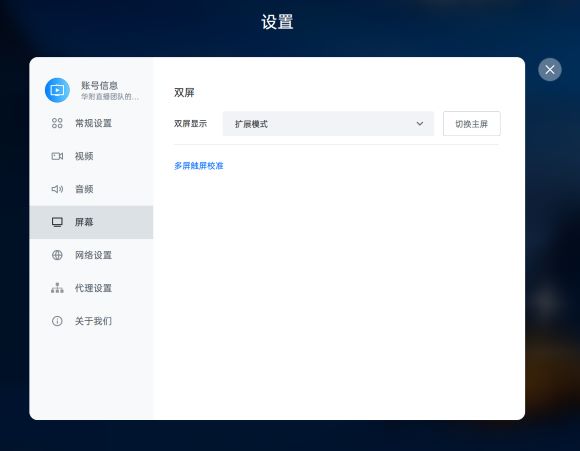 设置
账号信息
华附直播团队的...
常规设置
视频
音频
屏幕
网络设置
代理设置
关于我们
双屏
双屏显示 扩展模式 切换主屏
多屏触屏校准